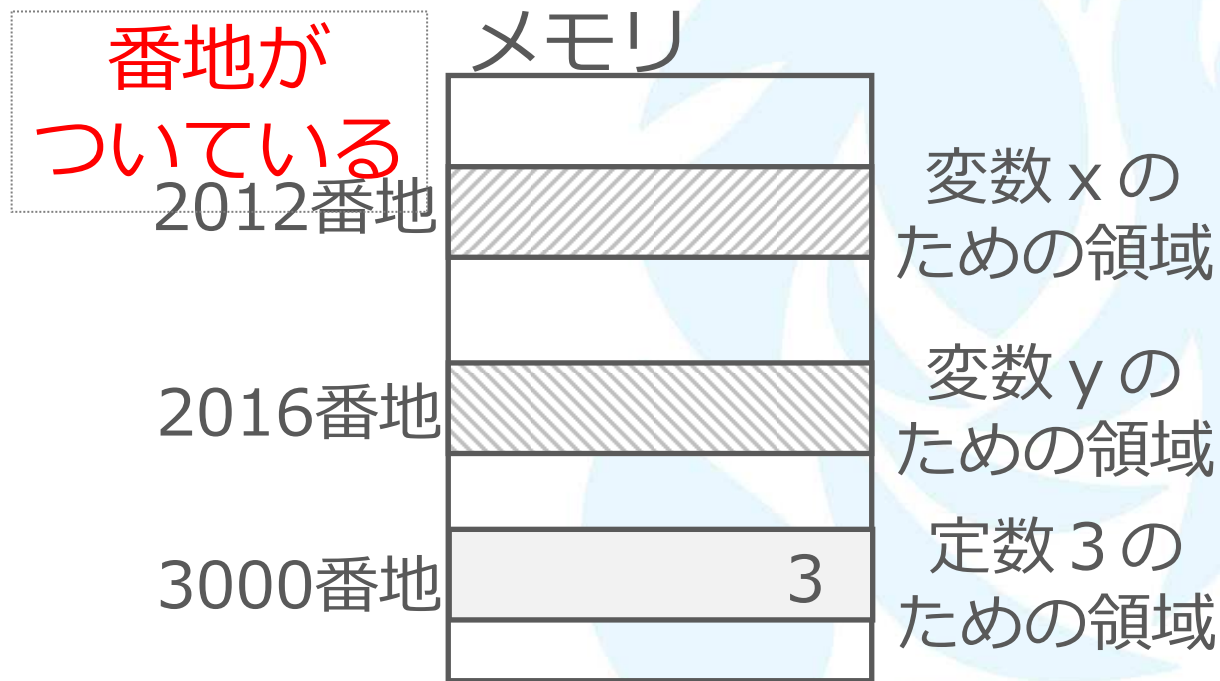 番地が
ついている
メモリ
2012番地
変数ｘの
ための領域
2016番地
変数ｙの
ための領域
3000番地
3
定数３の
ための領域